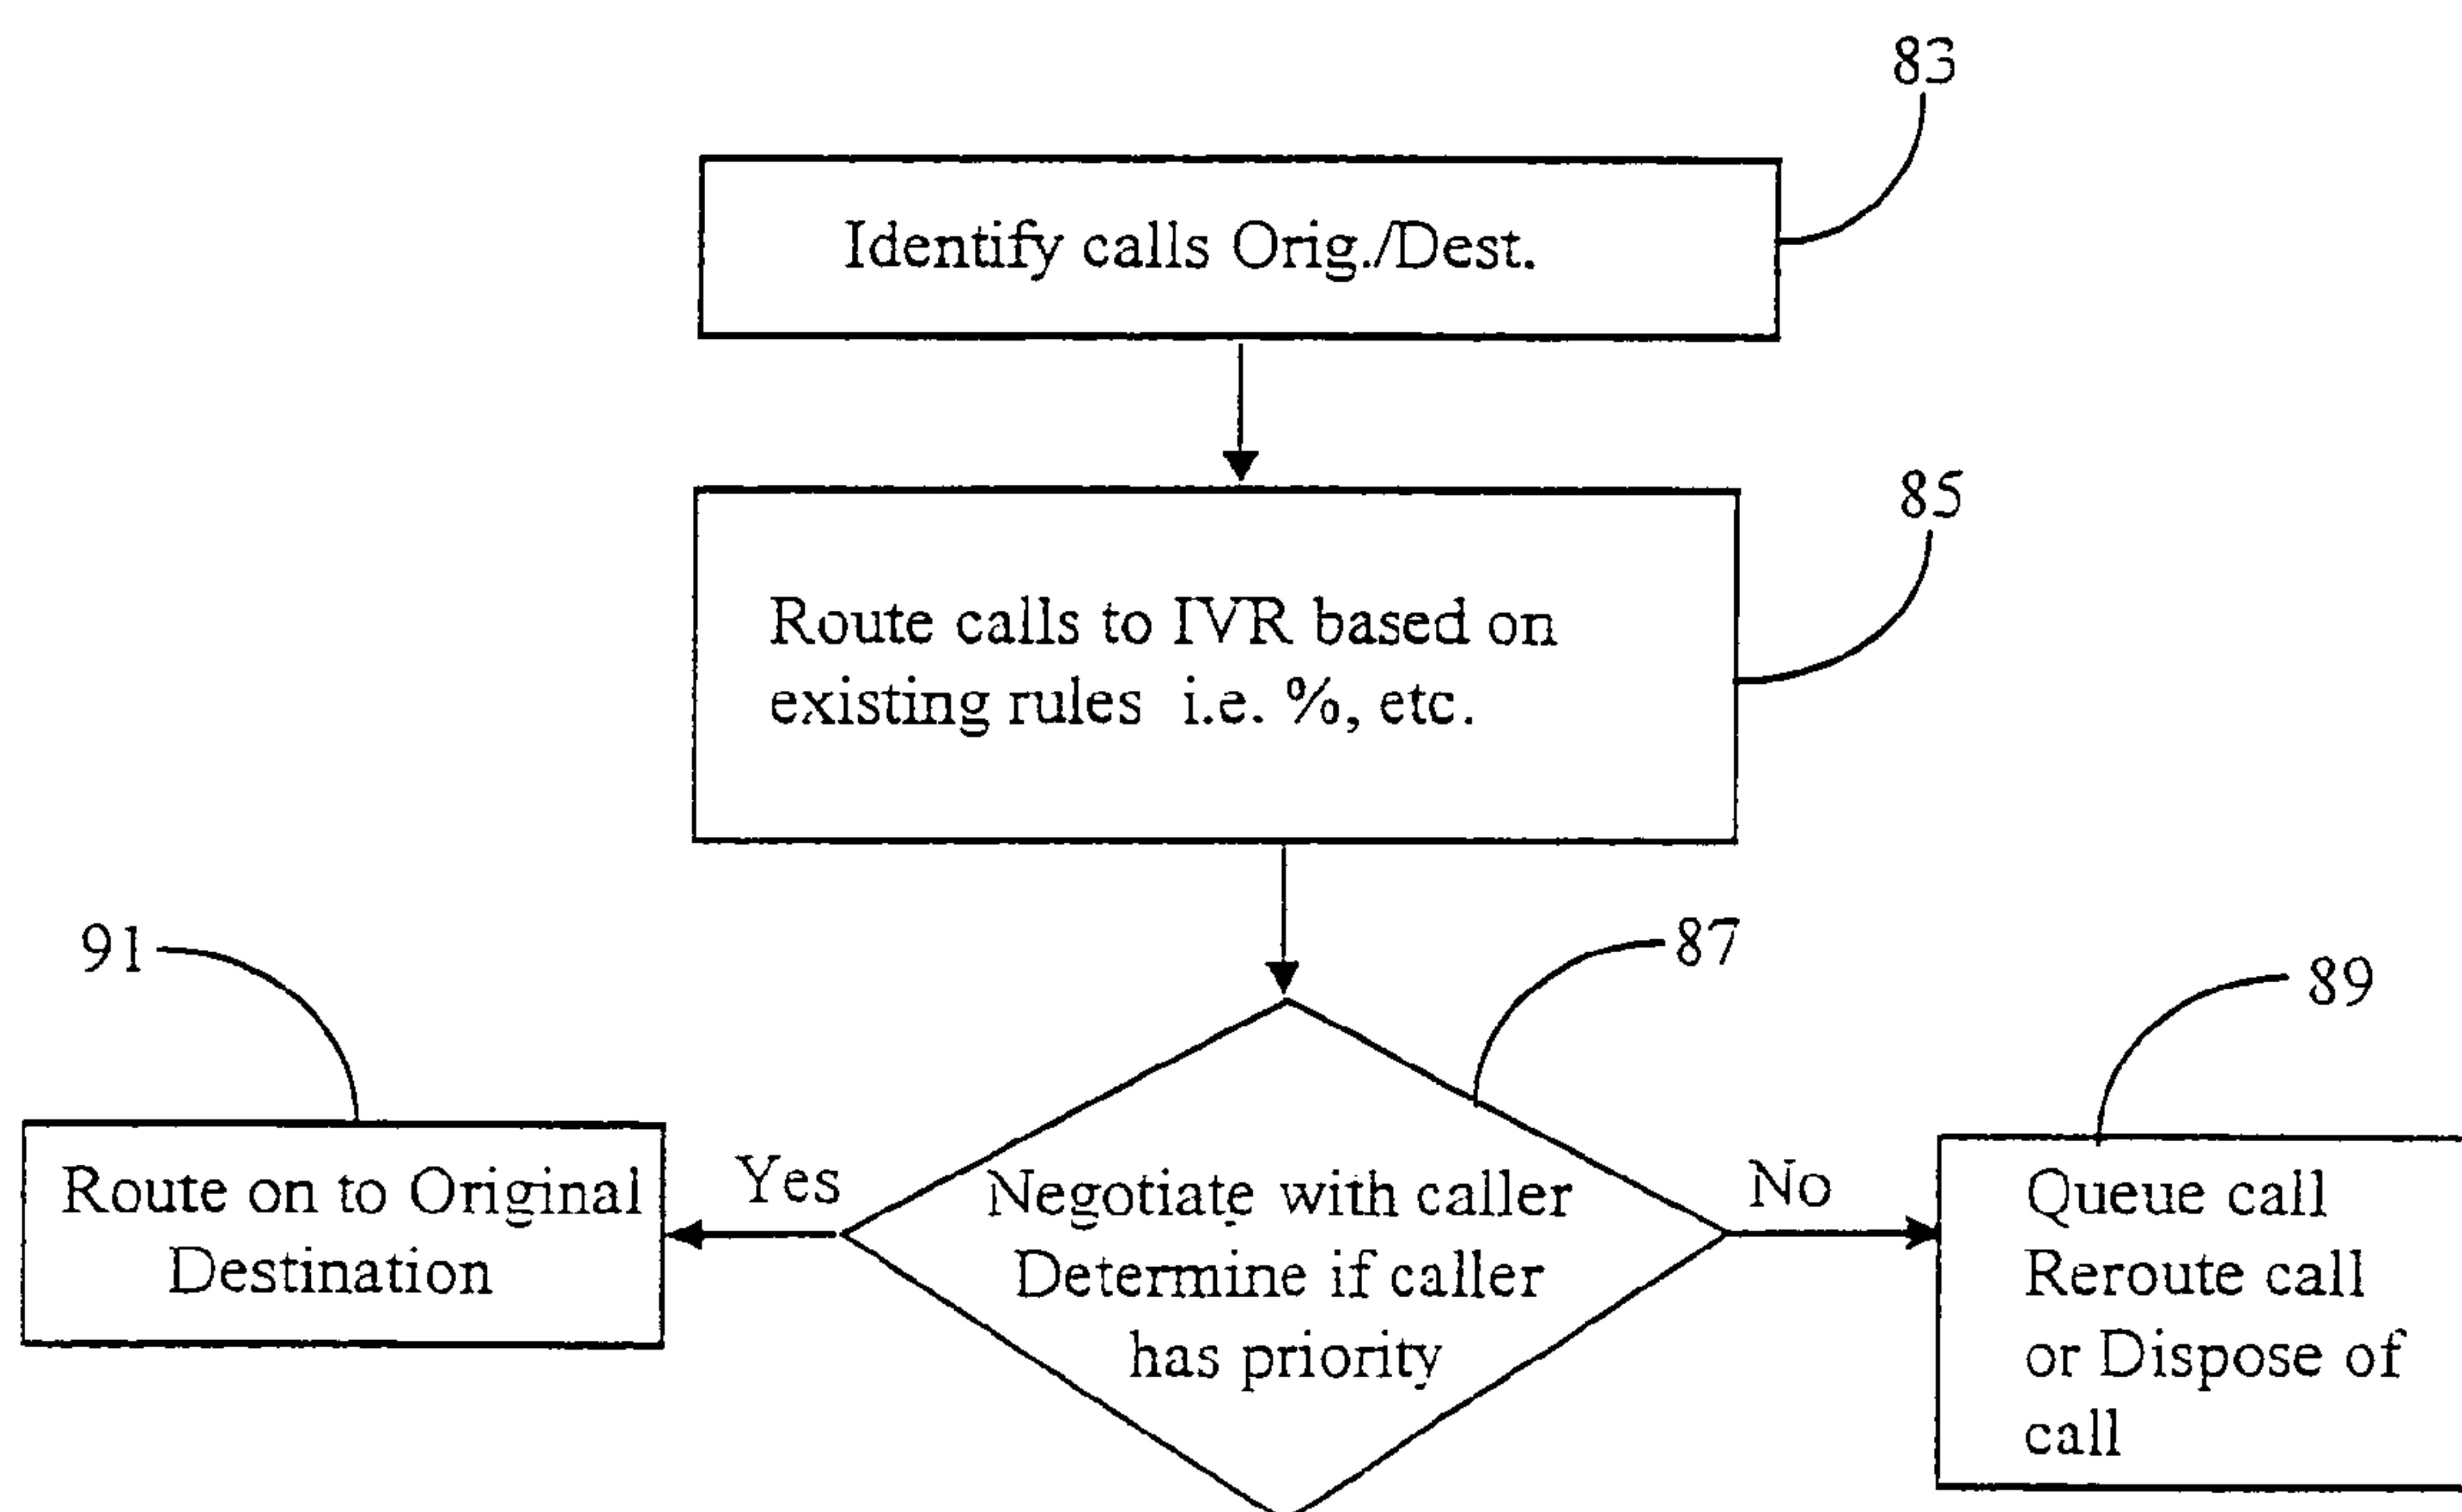 83
Identify calls Orig./Dest.
85
Route calls to IVR based on
existing rules i.e. %, etc.
91
87
89
Route on to Original
Destination
Yes
Negotiate with caller
Determine if caller
has priority
No
Queue call
Reroute call
or Dispose of
call